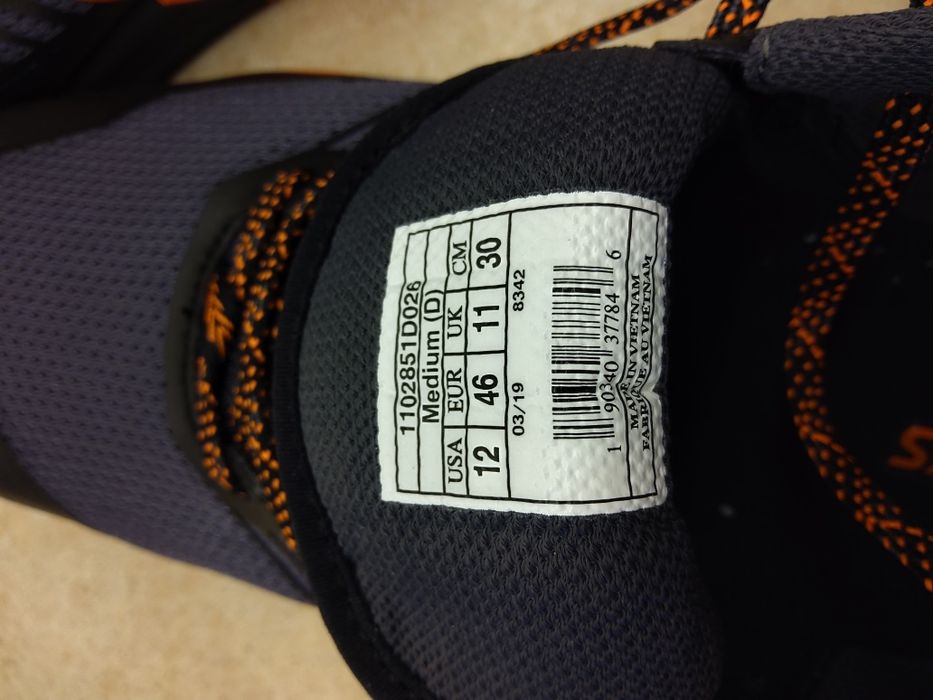 1102851D026
Medium (D)
USA EUR UK CM
12 46 11 30
03/19 8342
1 90340 37784 6
MADE IN VIETNAM
FABRIQUE AU VIETNAM